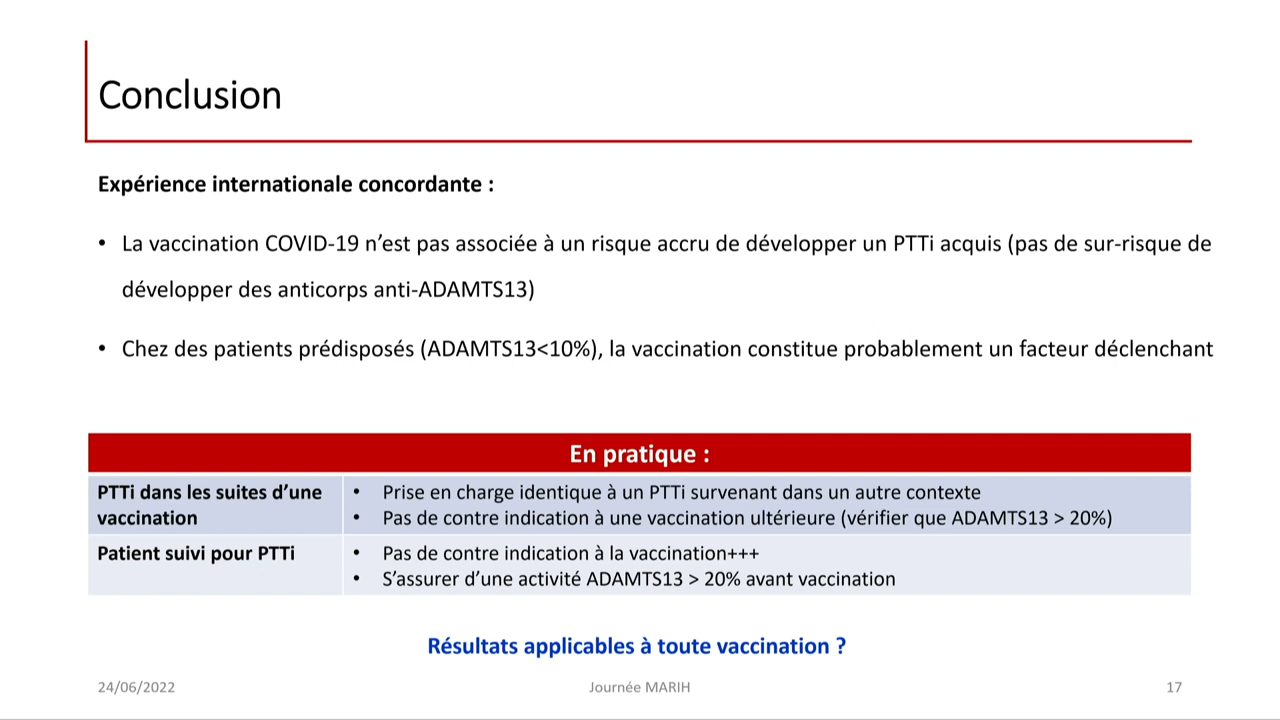 Conclusion
Expérience internationale concordante :
• La vaccination COVID-19 n’est pas associée à un risque accru de développer un PTTi acquis (pas de sur-risque de
développer des anticorps anti-ADAMTS13)
• Chez des patients prédisposés (ADAMTS13<10%), la vaccination constitue probablement un facteur déclenchant
En pratique :
PTTi dans les suites d’une
vaccination
• Prise en charge identique à un PTTi survenant dans un autre contexte
• Pas de contre indication à une vaccination ultérieure (vérifier que ADAMTS13 > 20%)
Patient suivi pour PTTi
• Pas de contre indication à la vaccination+++
• S’assurer d’une activité ADAMTS13 > 20% avant vaccination
Résultats applicables à toute vaccination ?
24/06/2022
Journée MARIH
17